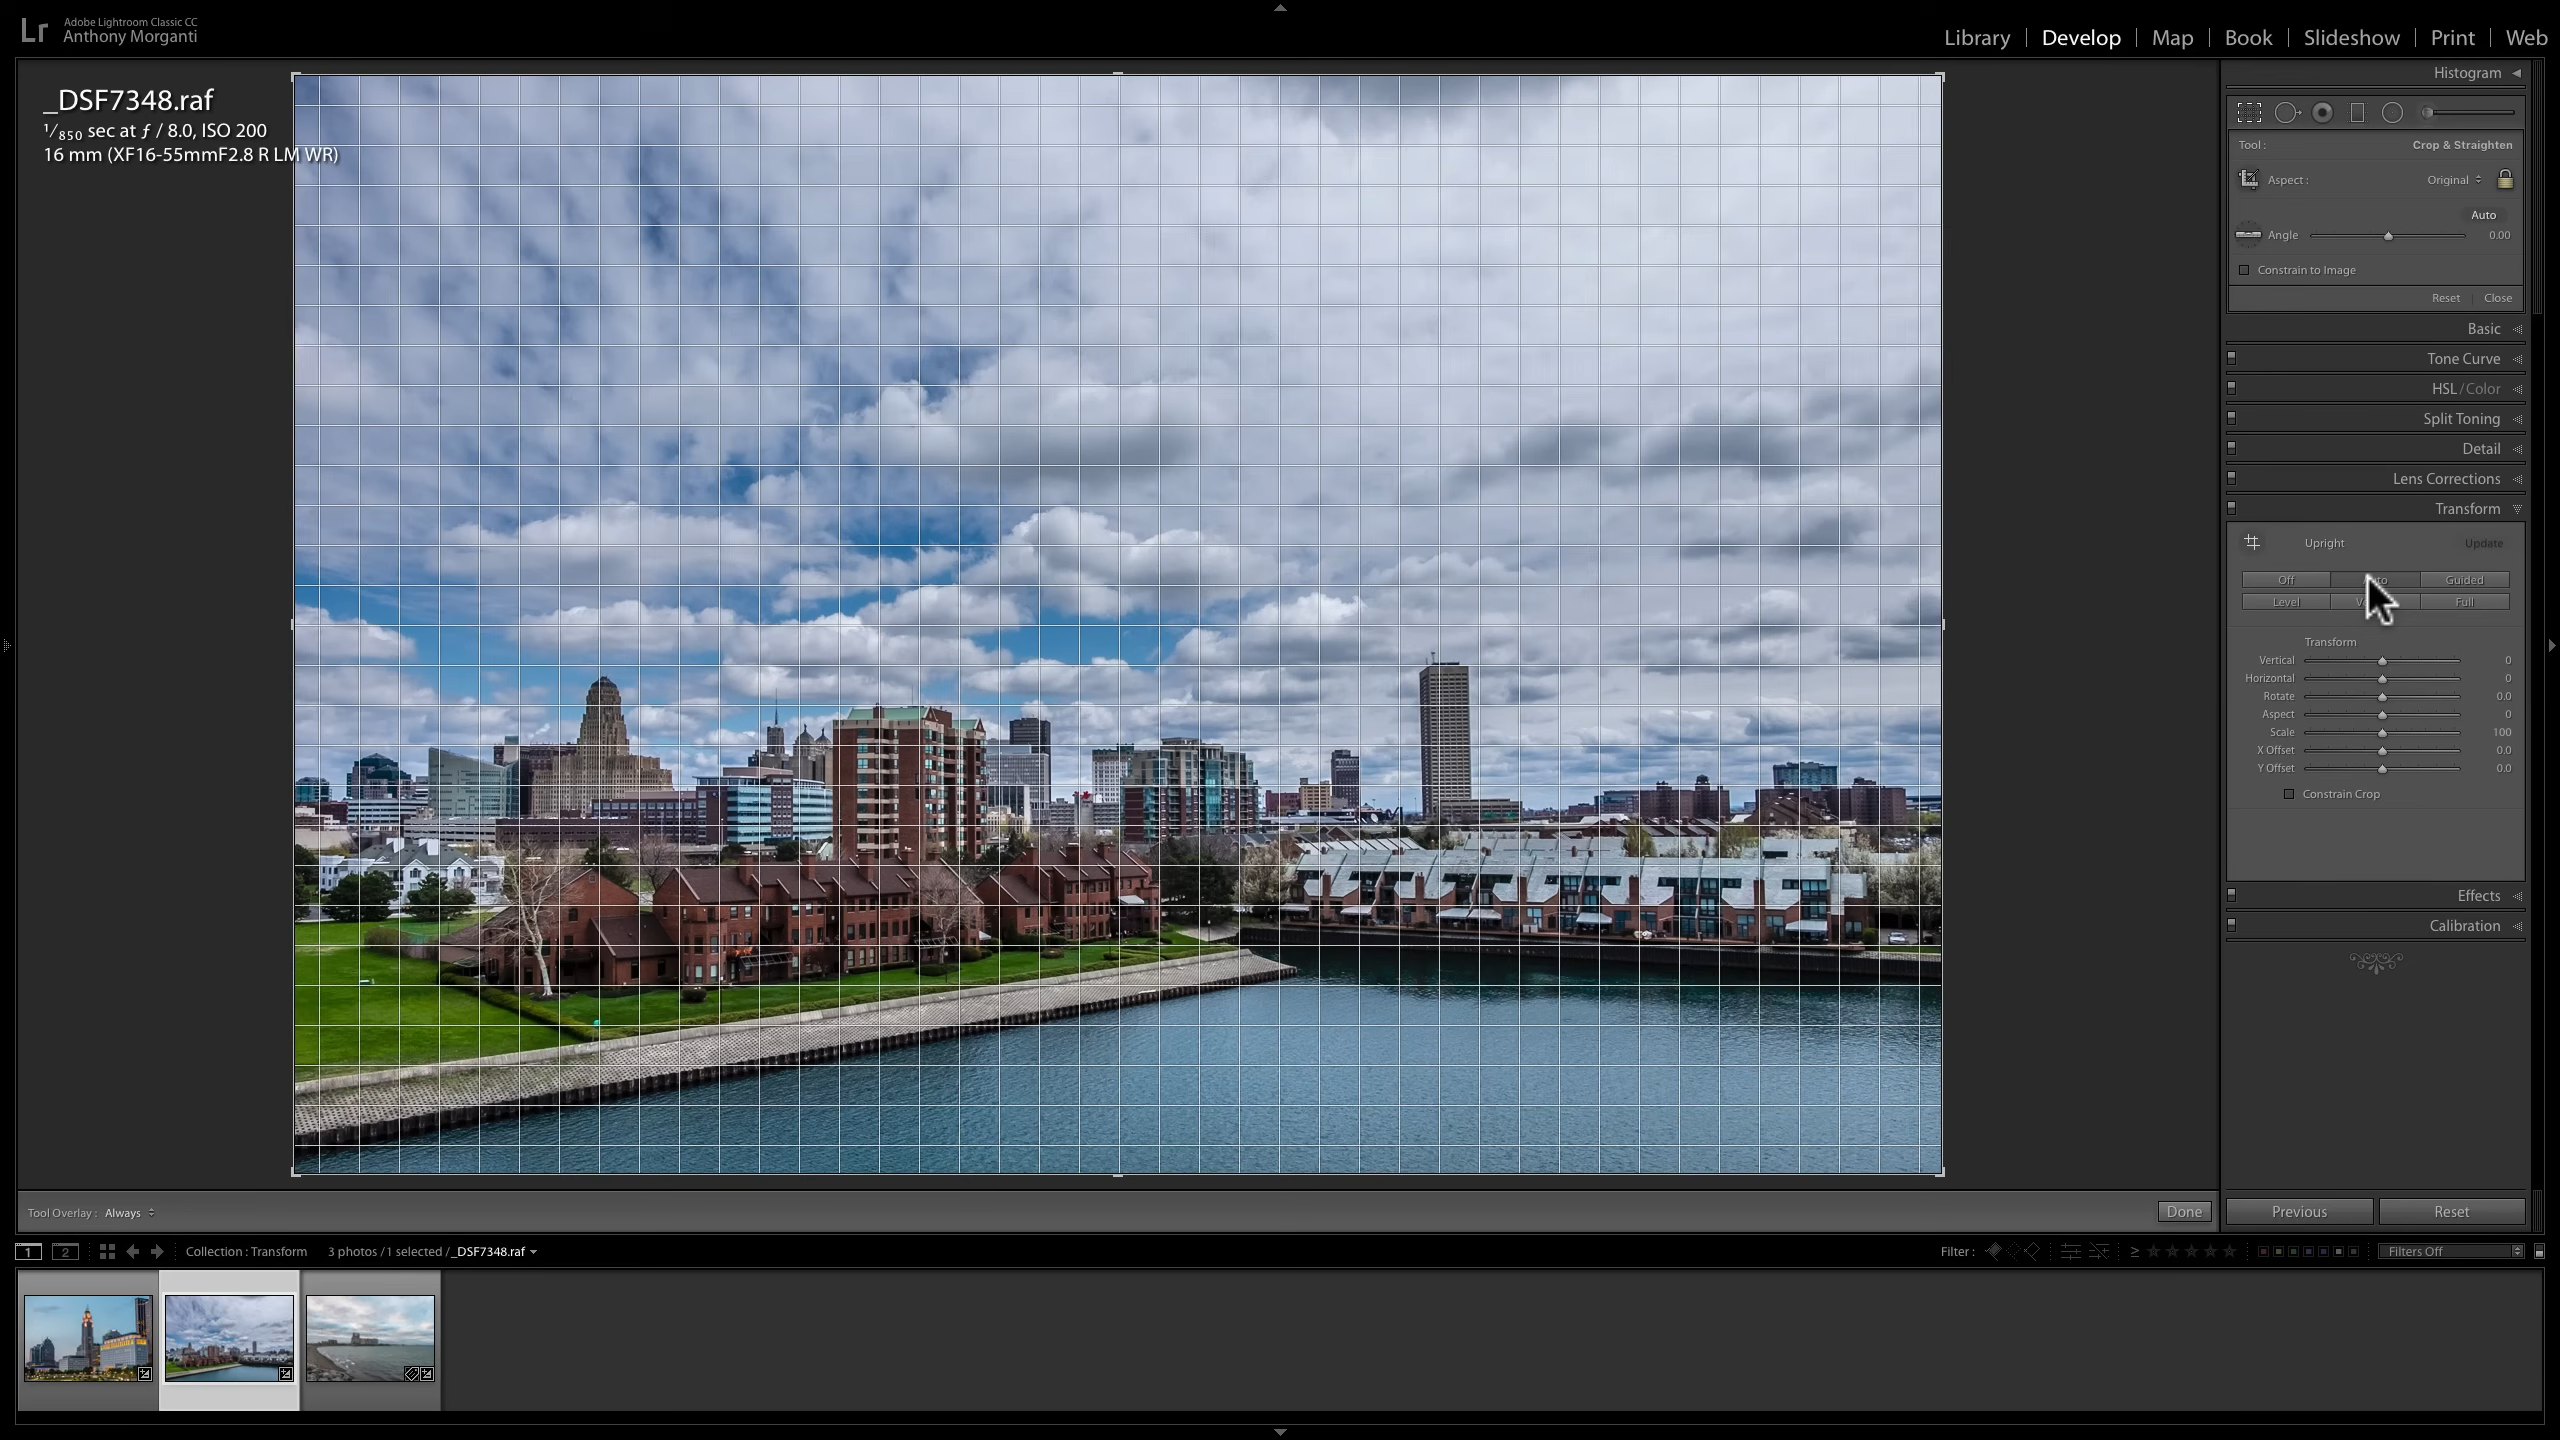 Lr Adobe Lightroom Classic CC
Anthony Morganti
Library | Develop | Map | Book | Slideshow | Print | Web
_DSF7348.raf
1/850 sec at ƒ / 8.0, ISO 200
16 mm (XF16-55mmF2.8 R LM WR)
Histogram
Tool : Crop & Straighten
Aspect : Original
Auto
Angle 0.00
Constrain to Image
Reset | Close
Basic
Tone Curve
HSL / Color
Split Toning
Detail
Lens Corrections
Transform
Upright Update
Off Guided
Level Full
Transform
Vertical 0
Horizontal 0
Rotate 0.0
Aspect 0
Scale 100
X Offset 0.0
Y Offset 0.0
Constrain Crop
Effects
Calibration
Tool Overlay : Always Done
Previous Reset
1 2 Collection : Transform 3 photos / 1 selected / _DSF7348.raf Filter : ≥ Filters Off